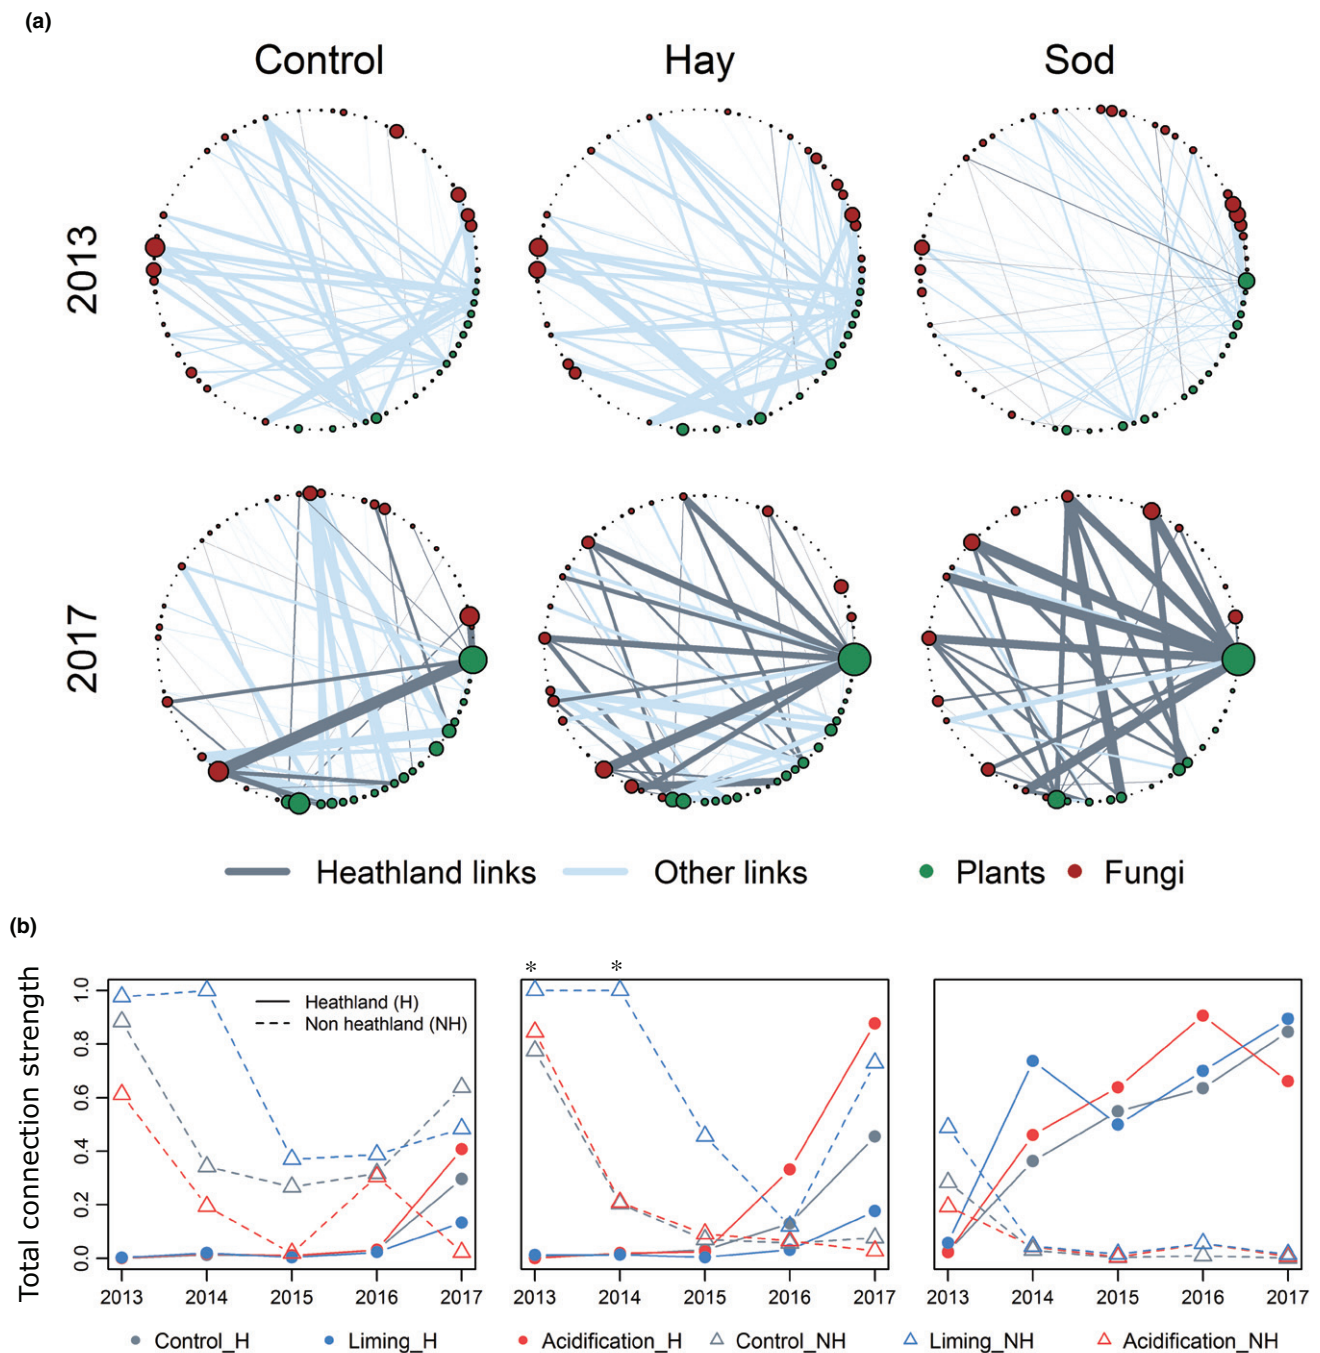 (a)
Control Hay Sod
2013
2017
Heathland links Other links Plants Fungi
(b)
Total connection strength
1.0
0.8
0.6
0.4
0.2
0.0
Heathland (H)
Non heathland (NH)
* *
2013 2014 2015 2016 2017 2013 2014 2015 2016 2017 2013 2014 2015 2016 2017
Control_H Liming_H Acidification_H Control_NH Liming_NH Acidification_NH